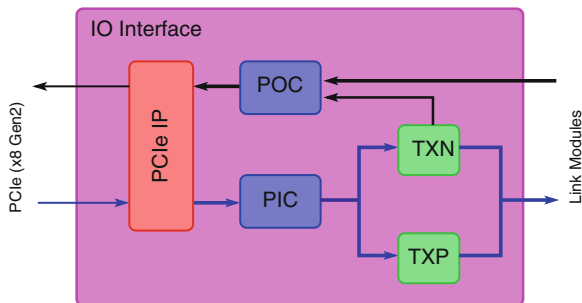 IO Interface
PCIe (x8 Gen2)
PCIe IP
POC
PIC
TXN
TXP
Link Modules